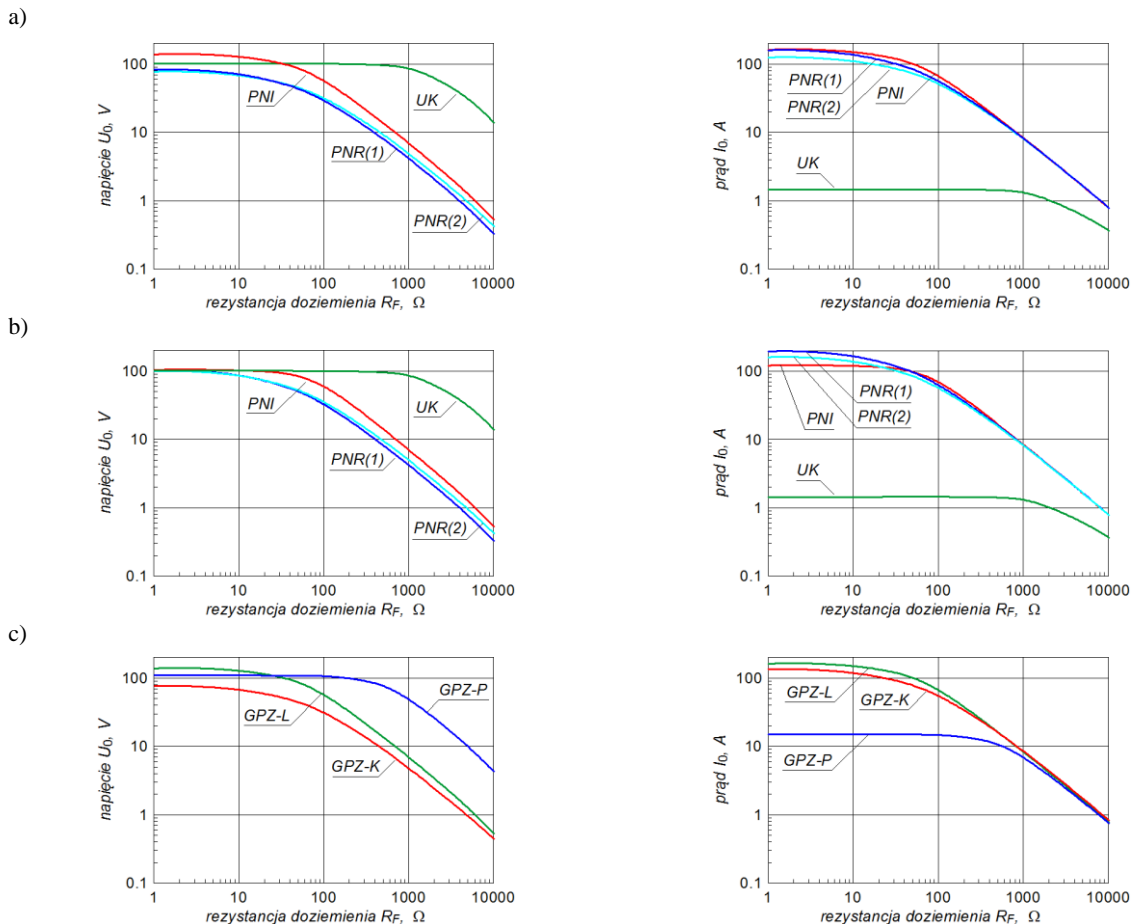 a)
100
10
1
0.1
napięcie U0, V
PNI
UK
PNR(1)
PNR(2)
1 10 100 1000 10000
rezystancja doziemienia RF, Ω
100
10
1
0.1
prąd I0, A
PNR(1)
PNR(2)
PNI
UK
1 10 100 1000 10000
rezystancja doziemienia RF, Ω
b)
100
10
1
0.1
napięcie U0, V
PNI
UK
PNR(1)
PNR(2)
1 10 100 1000 10000
rezystancja doziemienia RF, Ω
100
10
1
0.1
prąd I0, A
PNI
PNR(1)
PNR(2)
UK
1 10 100 1000 10000
rezystancja doziemienia RF, Ω
c)
100
10
1
0.1
napięcie U0, V
GPZ-P
GPZ-L
GPZ-K
1 10 100 1000 10000
rezystancja doziemienia RF, Ω
100
10
1
0.1
prąd I0, A
GPZ-L
GPZ-K
GPZ-P
1 10 100 1000 10000
rezystancja doziemienia RF, Ω